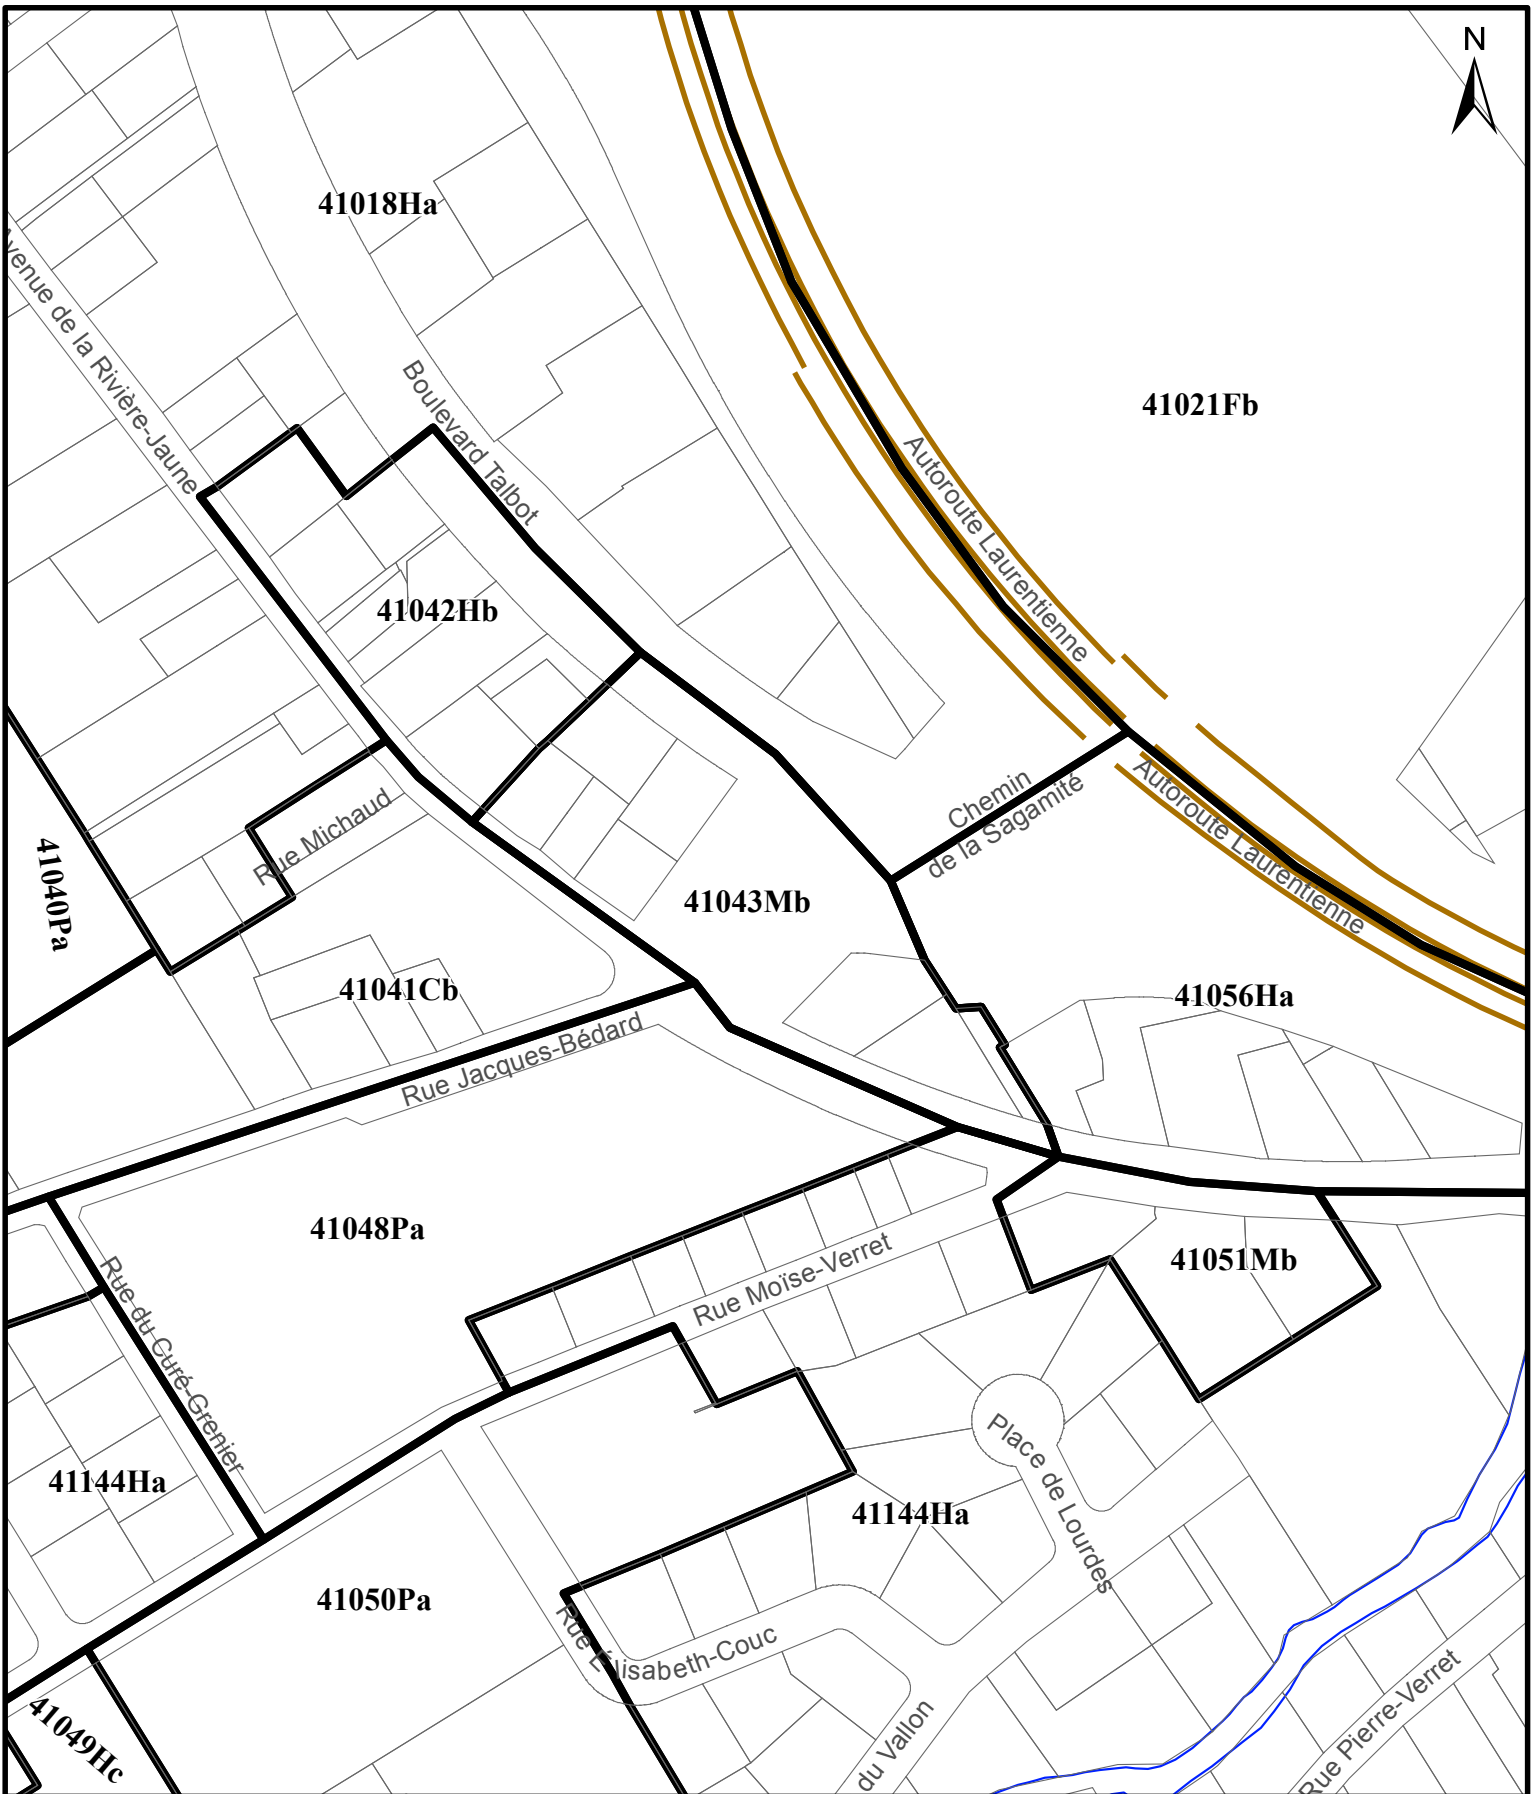 N
41018Ha
Avenue de la Rivière-Jaune
Boulevard Talbot
41021Fb
Autoroute Laurentienne
41042Hb
Chemin
de la Sagamité
Autoroute Laurentienne
Rue Michaud
41040Pa
41043Mb
41041Cb
41056Ha
Rue Jacques-Bédard
41048Pa
Rue Moïse-Verret
41051Mb
Rue du Curé-Grenier
41144Ha
Place de Lourdes
41144Ha
41050Pa
Rue Élisabeth-Couc
41049Hc
du Vallon
Rue Pierre-Verret